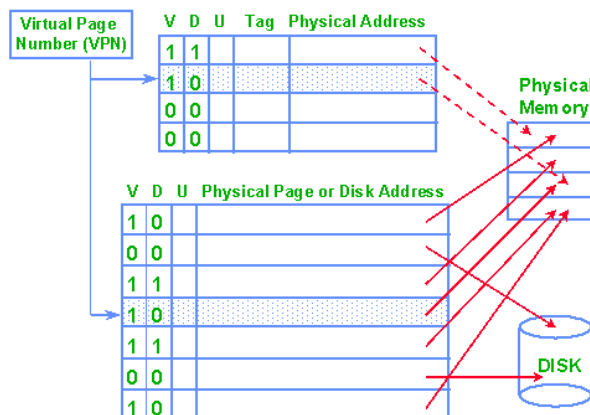 Virtual Page
Number (VPN)
V D U Tag Physical Address
1 1
1 0
0 0
0 0
Physical
Memory
V D U Physical Page or Disk Address
1 0
0 0
1 1
1 0
1 1
0 0
1 0
DISK